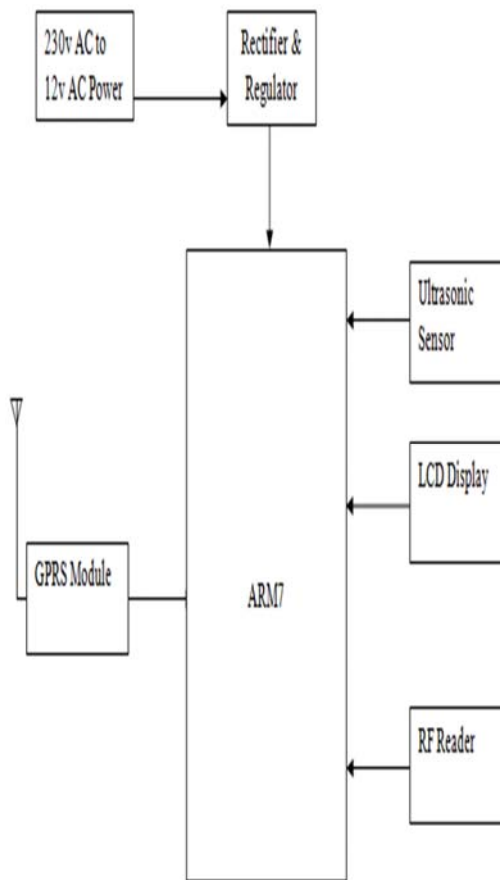 230v AC to
12v AC Power
Rectifier &
Regulator
Ultrasonic
Sensor
LCD Display
GPRS Module
ARM7
RF Reader